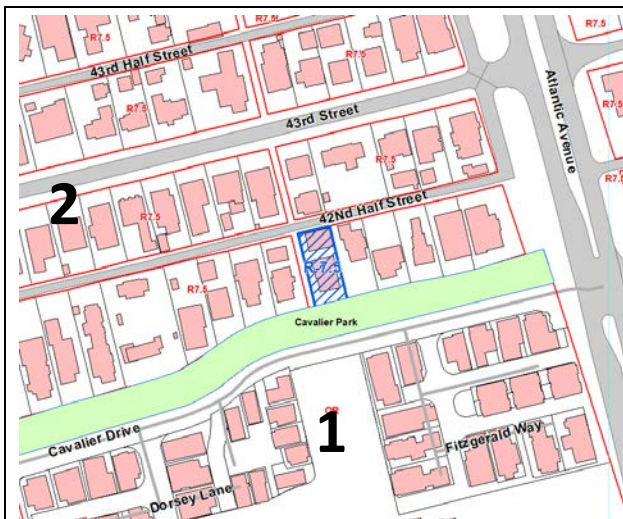 R7.5
R7.5
43rd Half Street
R7.5
R7.5
Atlantic Avenue
R7.5
43rd Street
R7.5
R7.5
2
R7.5
42Nd Half Street
R-7.5
R7.5
Cavalier Park
1
Cavalier Drive
Fitzgerald Way
Dorsey Lane